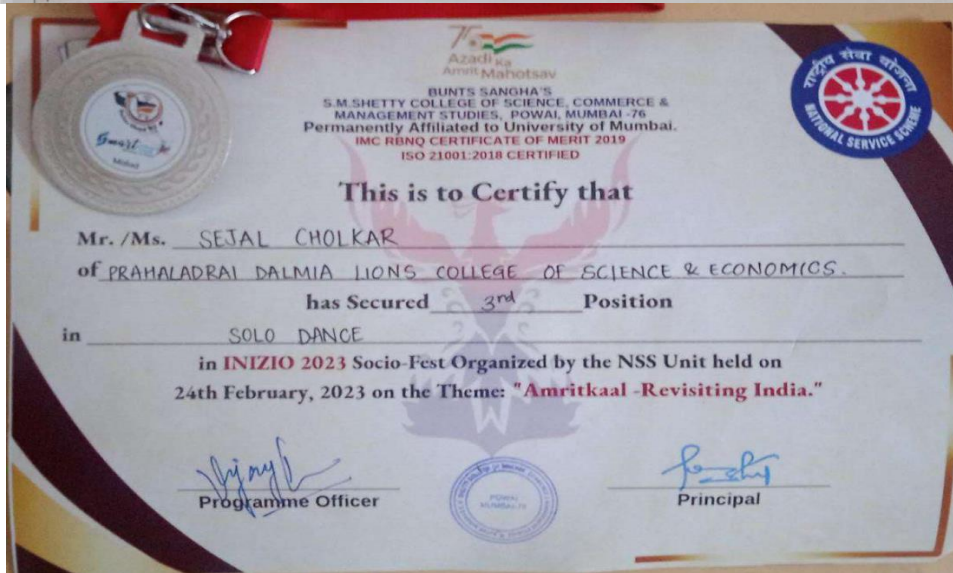 75
Azadi Ka
Amrit Mahotsav
BUNTS SANGHA'S
S.M.SHETTY COLLEGE OF SCIENCE, COMMERCE &
MANAGEMENT STUDIES, POWAI, MUMBAI -76
Permanently Affiliated to University of Mumbai.
IMC RBNQ CERTIFICATE OF MERIT 2019
ISO 21001:2018 CERTIFIED
राष्ट्रीय सेवा योजना
NATIONAL SERVICE SCHEME
This is to Certify that
Mr. /Ms. SEJAL CHOLKAR
of PRAHALADRAI DALMIA LIONS COLLEGE OF SCIENCE & ECONOMICS.
has Secured 3rd Position
in SOLO DANCE
in INIZIO 2023 Socio-Fest Organized by the NSS Unit held on
24th February, 2023 on the Theme: "Amritkaal -Revisiting India."
Programme Officer
POWAI
MUMBAI-76
Principal